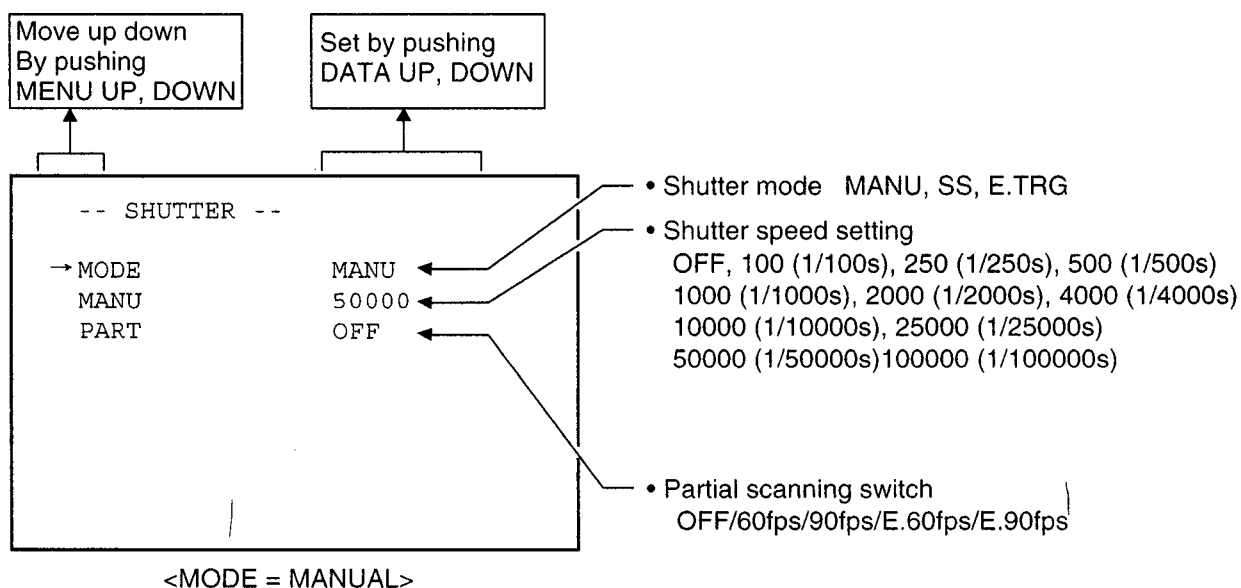 Move up down
By pushing
MENU UP, DOWN
Set by pushing
DATA UP, DOWN
-- SHUTTER --
→MODE MANU
MANU 50000
PART OFF
• Shutter mode MANU, SS, E.TRG
• Shutter speed setting
OFF, 100 (1/100s), 250 (1/250s), 500 (1/500s)
1000 (1/1000s), 2000 (1/2000s), 4000 (1/4000s)
10000 (1/10000s), 25000 (1/25000s)
50000 (1/50000s)100000 (1/100000s)
• Partial scanning switch
OFF/60fps/90fps/E.60fps/E.90fps
<MODE = MANUAL>